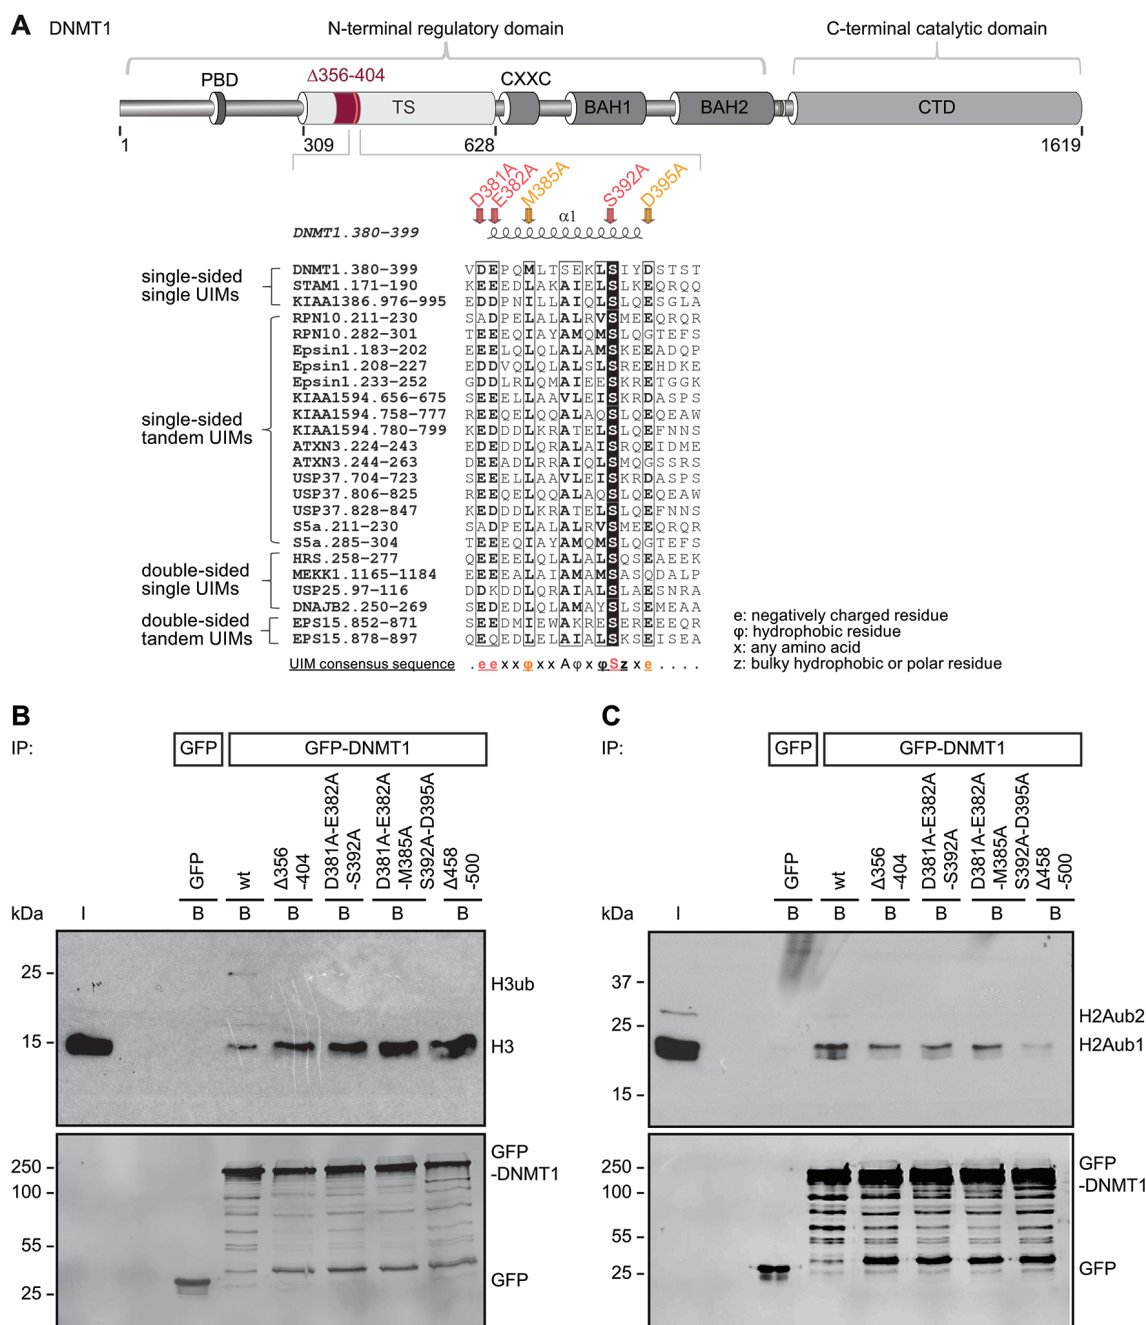 A DNMT1
N-terminal regulatory domain
C-terminal catalytic domain
Δ356-404
PBD
CXXC
TS
BAH1
BAH2
CTD
1
309
628
1619
D381A
E382A
M385A
S392A
D395A
α1
DNMT1.380-399
DNMT1.380-399 VDEPQMLTSEKLSIYDSTST
STAM1.171-190 KEEEDLAKAIELSLKEQRQQ
KIAA1386.976-995 EDDPNILLAIQLSLQESGLA
RPN10.211-230 SADPELALALRVSMEEQRQR
RPN10.282-301 TEEEQIAYAMQMSLQGTEFS
Epsin1.183-202 EEELQLQLALAMSKEEADQP
Epsin1.208-227 EDDVQLQLALSLSREEHDKE
Epsin1.233-252 GDDLRLQMAIEESKRETGGK
KIAA1594.656-675 SEEELLAAVLEISKRDASPS
KIAA1594.758-777 REEQELQQALAQSLQEQEAW
KIAA1594.780-799 KEDDDLKRATELSLQEFNNS
ATXN3.224-243 EDEEDLQRALAISRQEIDME
ATXN3.244-263 DEEADLRRAIQLSMQGSSRS
USP37.704-723 SEEELLAAVLEISKRDASPS
USP37.806-825 REEQELQQALAQSLQEQEAW
USP37.828-847 KEDDDLKRATELSLQEFNNS
S5a.211-230 SADPELALALRVSMEEQRQR
S5a.285-304 TEEEQIAYAMQMSLQGTEFS
HRS.258-277 QEEEELQLALALSQSEAEEK
MEKK1.1165-1184 EEEEALAIAMAMSASQDALP
USP25.97-116 DDKDDLQRAIALSLAESNRA
DNAJB2.250-269 SEDEDLQLAMAYSLSEMEAA
EPS15.852-871 SEEDMIEWAKRESEREEEQR
EPS15.878-897 EQEDLELAIALSKSEISEA
UIM consensus sequence . e e x x φ x x A φ x φ S z x e . . . .
single-sided
single UIMs
single-sided
tandem UIMs
double-sided
single UIMs
double-sided
tandem UIMs
e: negatively charged residue
φ: hydrophobic residue
x: any amino acid
z: bulky hydrophobic or polar residue
B
IP:
GFP
GFP-DNMT1
GFP
wt
Δ356
-404
D381A-E382A
-S392A
D381A-E382A
-M385A
S392A-D395A
Δ458
-500
kDa I B B B B B B
25
15
H3ub
H3
250
100
55
25
GFP
-DNMT1
GFP
C
IP:
GFP
GFP-DNMT1
GFP
wt
Δ356
-404
D381A-E382A
-S392A
D381A-E382A
-M385A
S392A-D395A
Δ458
-500
kDa I B B B B B B
37
25
15
H2Aub2
H2Aub1
250
100
55
25
GFP
-DNMT1
GFP